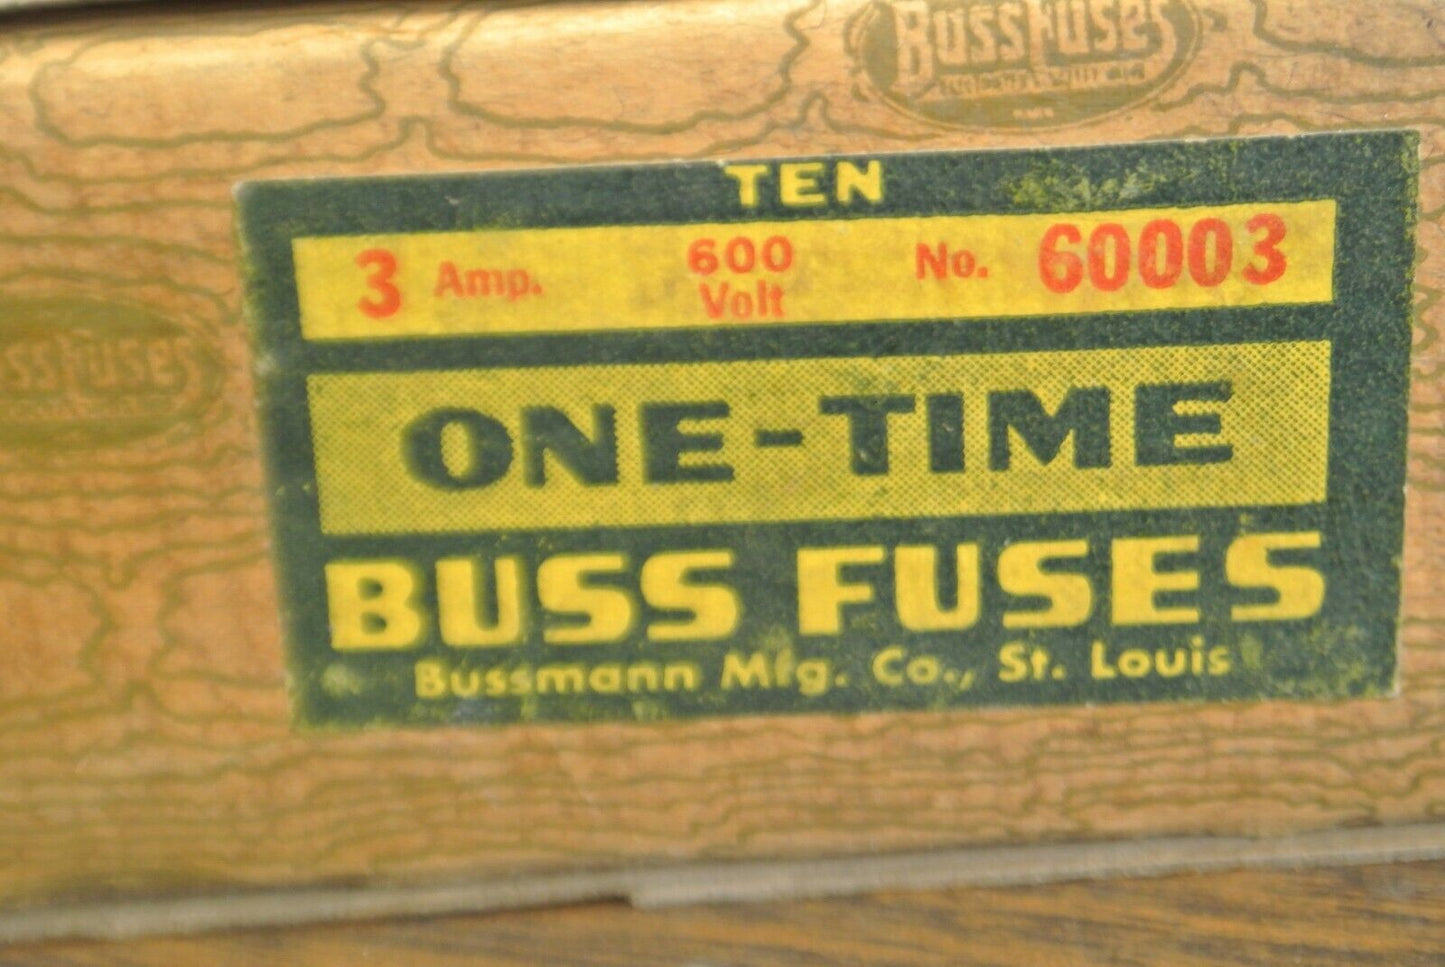 BUSS FUSES
TEN
3 Amp. 600 Volt No. 60003
ONE-TIME
BUSS FUSES
Bussmann Mfg. Co., St. Louis
BUSS FUSES